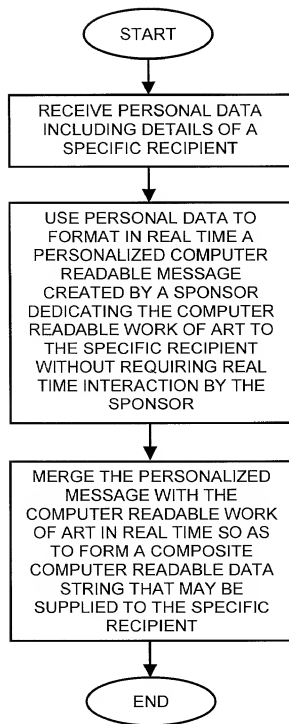 START
RECEIVE PERSONAL DATA
INCLUDING DETAILS OF A
SPECIFIC RECIPIENT
USE PERSONAL DATA TO
FORMAT IN REAL TIME A
PERSONALIZED COMPUTER
READABLE MESSAGE
CREATED BY A SPONSOR
DEDICATING THE COMPUTER
READABLE WORK OF ART TO
THE SPECIFIC RECIPIENT
WITHOUT REQUIRING REAL
TIME INTERACTION BY THE
SPONSOR
MERGE THE PERSONALIZED
MESSAGE WITH THE
COMPUTER READABLE WORK
OF ART IN REAL TIME SO AS
TO FORM A COMPOSITE
COMPUTER READABLE DATA
STRING THAT MAY BE
SUPPLIED TO THE SPECIFIC
RECIPIENT
END